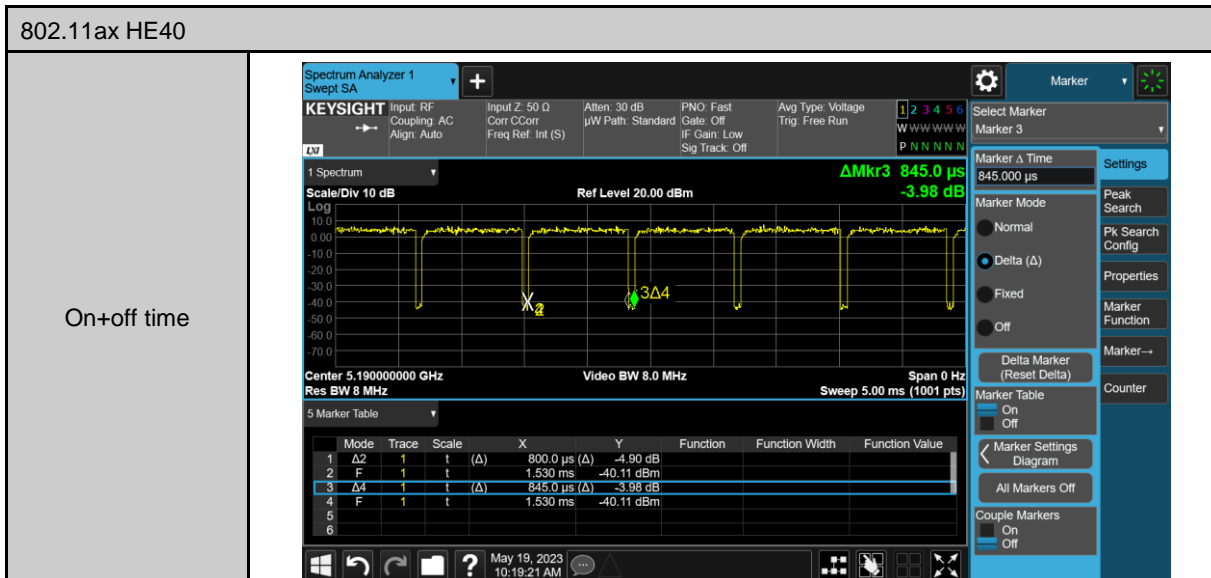 802.11ax HE40
On+off time
Spectrum Analyzer 1
Swept SA
+
Marker
KEYSIGHT
LXI
Input: RF
Coupling: AC
Align: Auto
Input Z: 50 Ω
Corr CCorr
Freq Ref: Int (S)
Atten: 30 dB
µW Path: Standard
PNO: Fast
Gate: Off
IF Gain: Low
Sig Track: Off
Avg Type: Voltage
Trig: Free Run
1 2 3 4 5 6
W W W W W W
P N N N N N
1 Spectrum
ΔMkr3 845.0 µs
-3.98 dB
Scale/Div 10 dB
Ref Level 20.00 dBm
Log
10.0
0.00
-10.0
-20.0
-30.0
-40.0
-50.0
-60.0
-70.0
3Δ4
Center 5.190000000 GHz
Video BW 8.0 MHz
Span 0 Hz
Res BW 8 MHz
Sweep 5.00 ms (1001 pts)
5 Marker Table
Mode Trace Scale X Y Function Function Width Function Value
1 Δ2 1 t (Δ) 800.0 µs (Δ) -4.90 dB
2 F 1 t 1.530 ms -40.11 dBm
3 Δ4 1 t (Δ) 845.0 µs (Δ) -3.98 dB
4 F 1 t 1.530 ms -40.11 dBm
5
6
?
May 19, 2023
10:19:21 AM
Select Marker
Marker 3
Marker Δ Time
845.000 µs
Marker Mode
Normal
Delta (Δ)
Fixed
Off
Delta Marker
(Reset Delta)
Marker Table
On
Off
Marker Settings
Diagram
All Markers Off
Couple Markers
On
Off
Settings
Peak
Search
Pk Search
Config
Properties
Marker
Function
Marker→
Counter